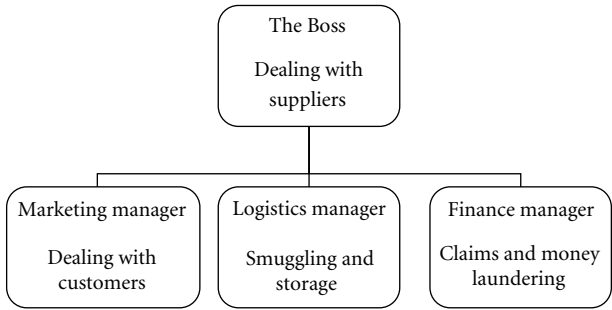 The Boss
Dealing with
suppliers
Marketing manager
Dealing with
customers
Logistics manager
Smuggling and
storage
Finance manager
Claims and money
laundering